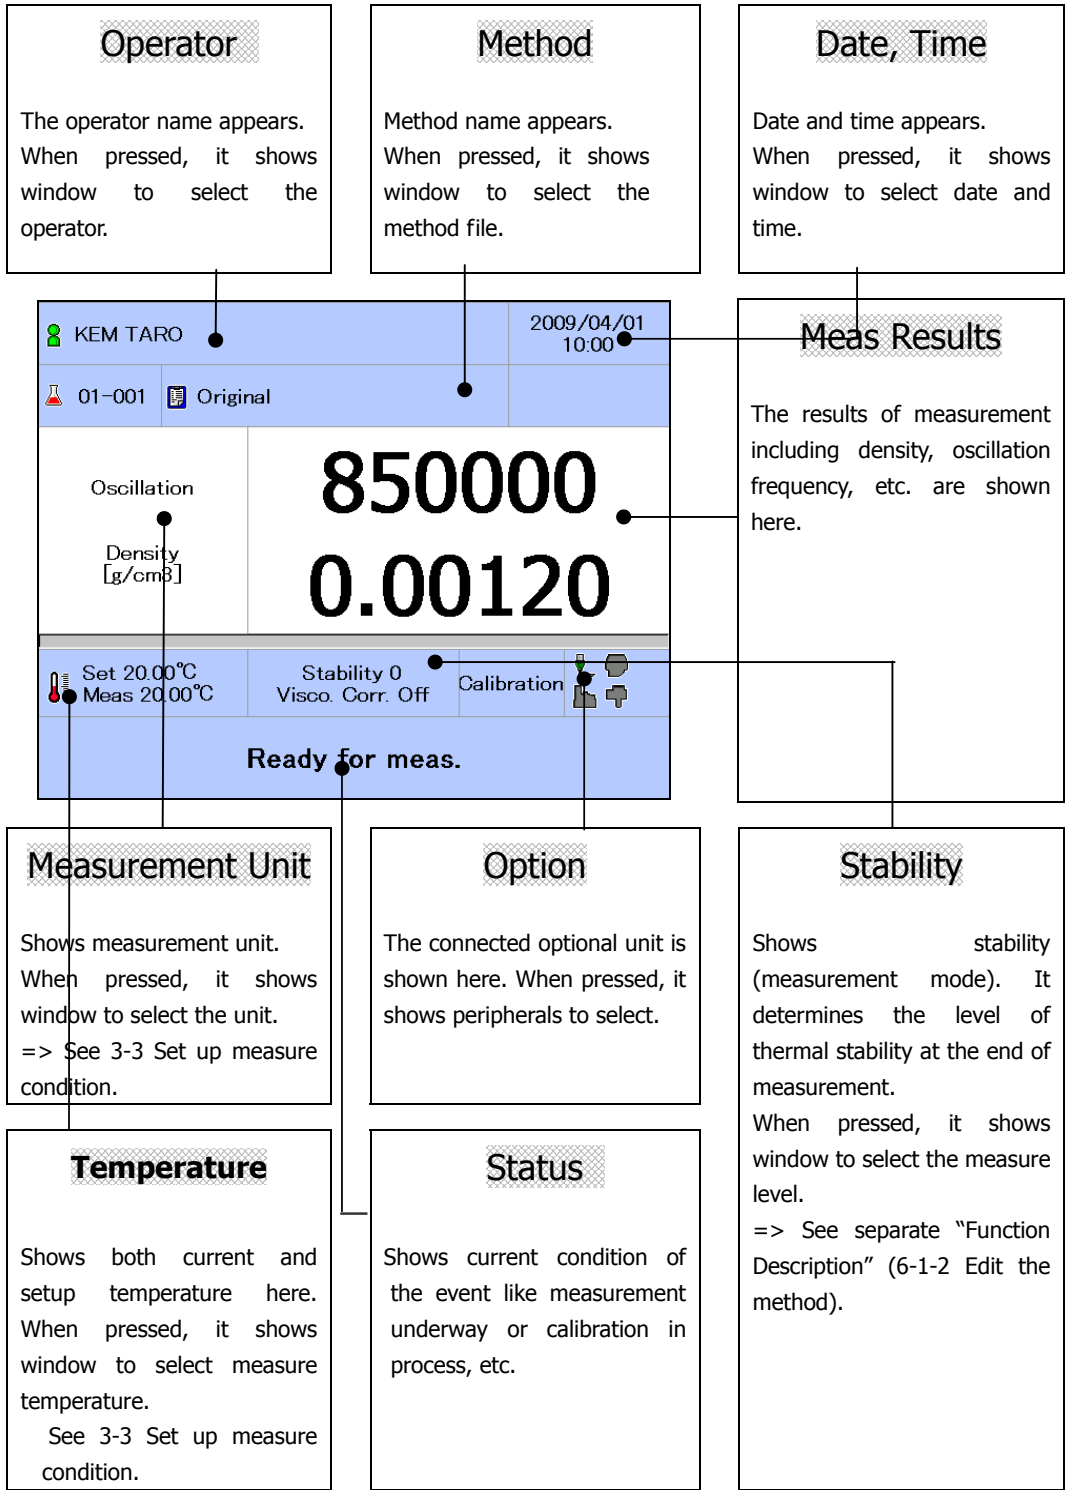 Operator
The operator name appears.
When pressed, it shows
window to select the
operator.
Method
Method name appears.
When pressed, it shows
window to select the
method file.
Date, Time
Date and time appears.
When pressed, it shows
window to select date and
time.
KEM TARO
2009/04/01
10:00
01-001
Original
Oscillation
850000
Density
[g/cm3]
0.00120
Set 20.00℃
Meas 20.00℃
Stability 0
Visco. Corr. Off
Calibration
Ready for meas.
Meas Results
The results of measurement
including density, oscillation
frequency, etc. are shown
here.
Measurement Unit
Shows measurement unit.
When pressed, it shows
window to select the unit.
=> See 3-3 Set up measure
condition.
Option
The connected optional unit is
shown here. When pressed, it
shows peripherals to select.
Stability
Shows stability
(measurement mode). It
determines the level of
thermal stability at the end of
measurement.
When pressed, it shows
window to select the measure
level.
=> See separate “Function
Description” (6-1-2 Edit the
method).
Temperature
Shows both current and
setup temperature here.
When pressed, it shows
window to select measure
temperature.
See 3-3 Set up measure
condition.
Status
Shows current condition of
the event like measurement
underway or calibration in
process, etc.